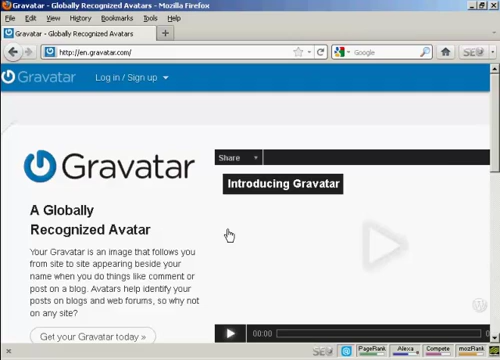 Gravatar - Globally Recognized Avatars - Mozilla Firefox
File Edit View History Bookmarks Tools Help
Gravatar - Globally Recognized Avatars
http://en.gravatar.com/ Google
Gravatar Log in / Sign up
Share
Gravatar
Introducing Gravatar
A Globally
Recognized Avatar
Your Gravatar is an image that follows you
from site to site appearing beside your
name when you do things like comment or
post on a blog. Avatars help identify your
posts on blogs and web forums, so why not
on any site?
Get your Gravatar today »
00:00
PageRank Alexa Compete mozRank